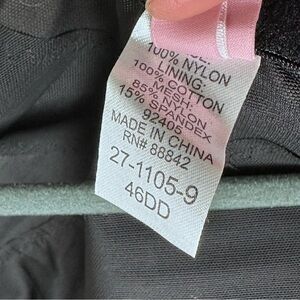 100% NYLON
LINING:
100% COTTON
MESH:
85% NYLON
15% SPANDEX
92405
MADE IN CHINA
RN# 88842
27-1105-9
46DD